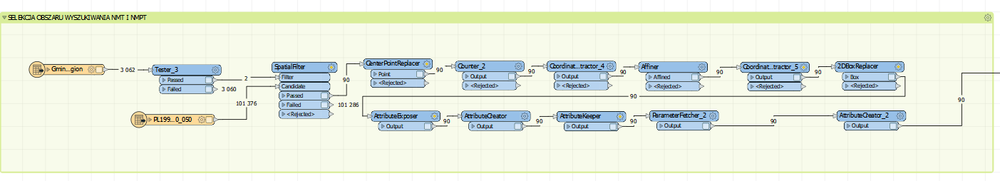 SELEKCJA OBSZARU WYSZUKIWANIA NMT I NMPT
Gmin...gion
3 062
Tester_3
Passed
Failed
2
3 060
PL199...0_050
101 376
SpatialFilter
Filter
Candidate
Passed
Failed
<Rejected>
90
101 286
CenterPointReplacer
Point
<Rejected>
90
Counter_2
Output
<Rejected>
90
Coordinat...tractor_4
Output
<Rejected>
90
Affiner
Affined
<Rejected>
90
Coordinat...tractor_5
Output
<Rejected>
90
2DBoxReplacer
Box
<Rejected>
90
AttributeExposer
Output
90
AttributeCreator
Output
90
AttributeKeeper
Output
90
ParameterFetcher_2
Output
90
AttributeCreator_2
Output
90